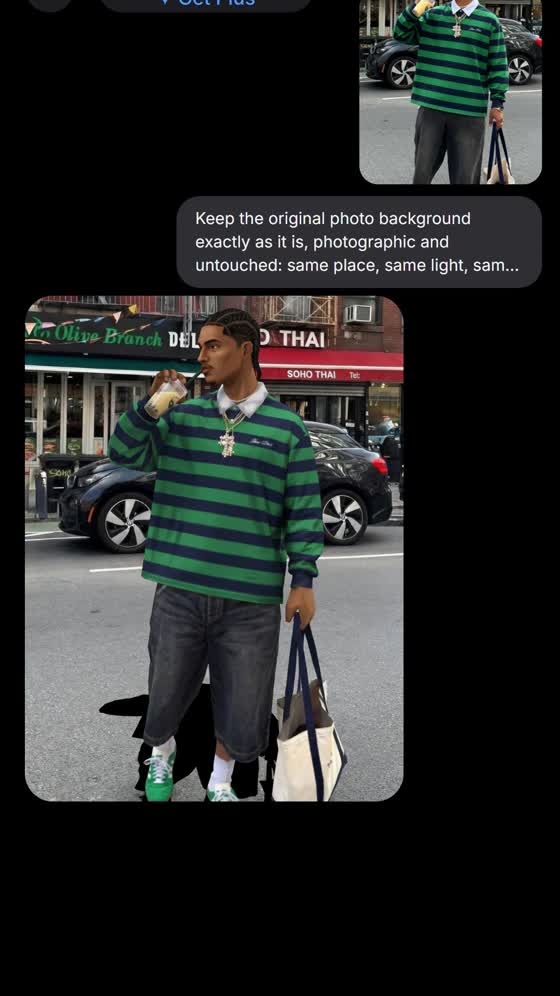 Get Plus
Keep the original photo background
exactly as it is, photographic and
untouched: same place, same light, sam...
Olive Branch DEL
O THAI
SOHO THAI Tel:
SOHO